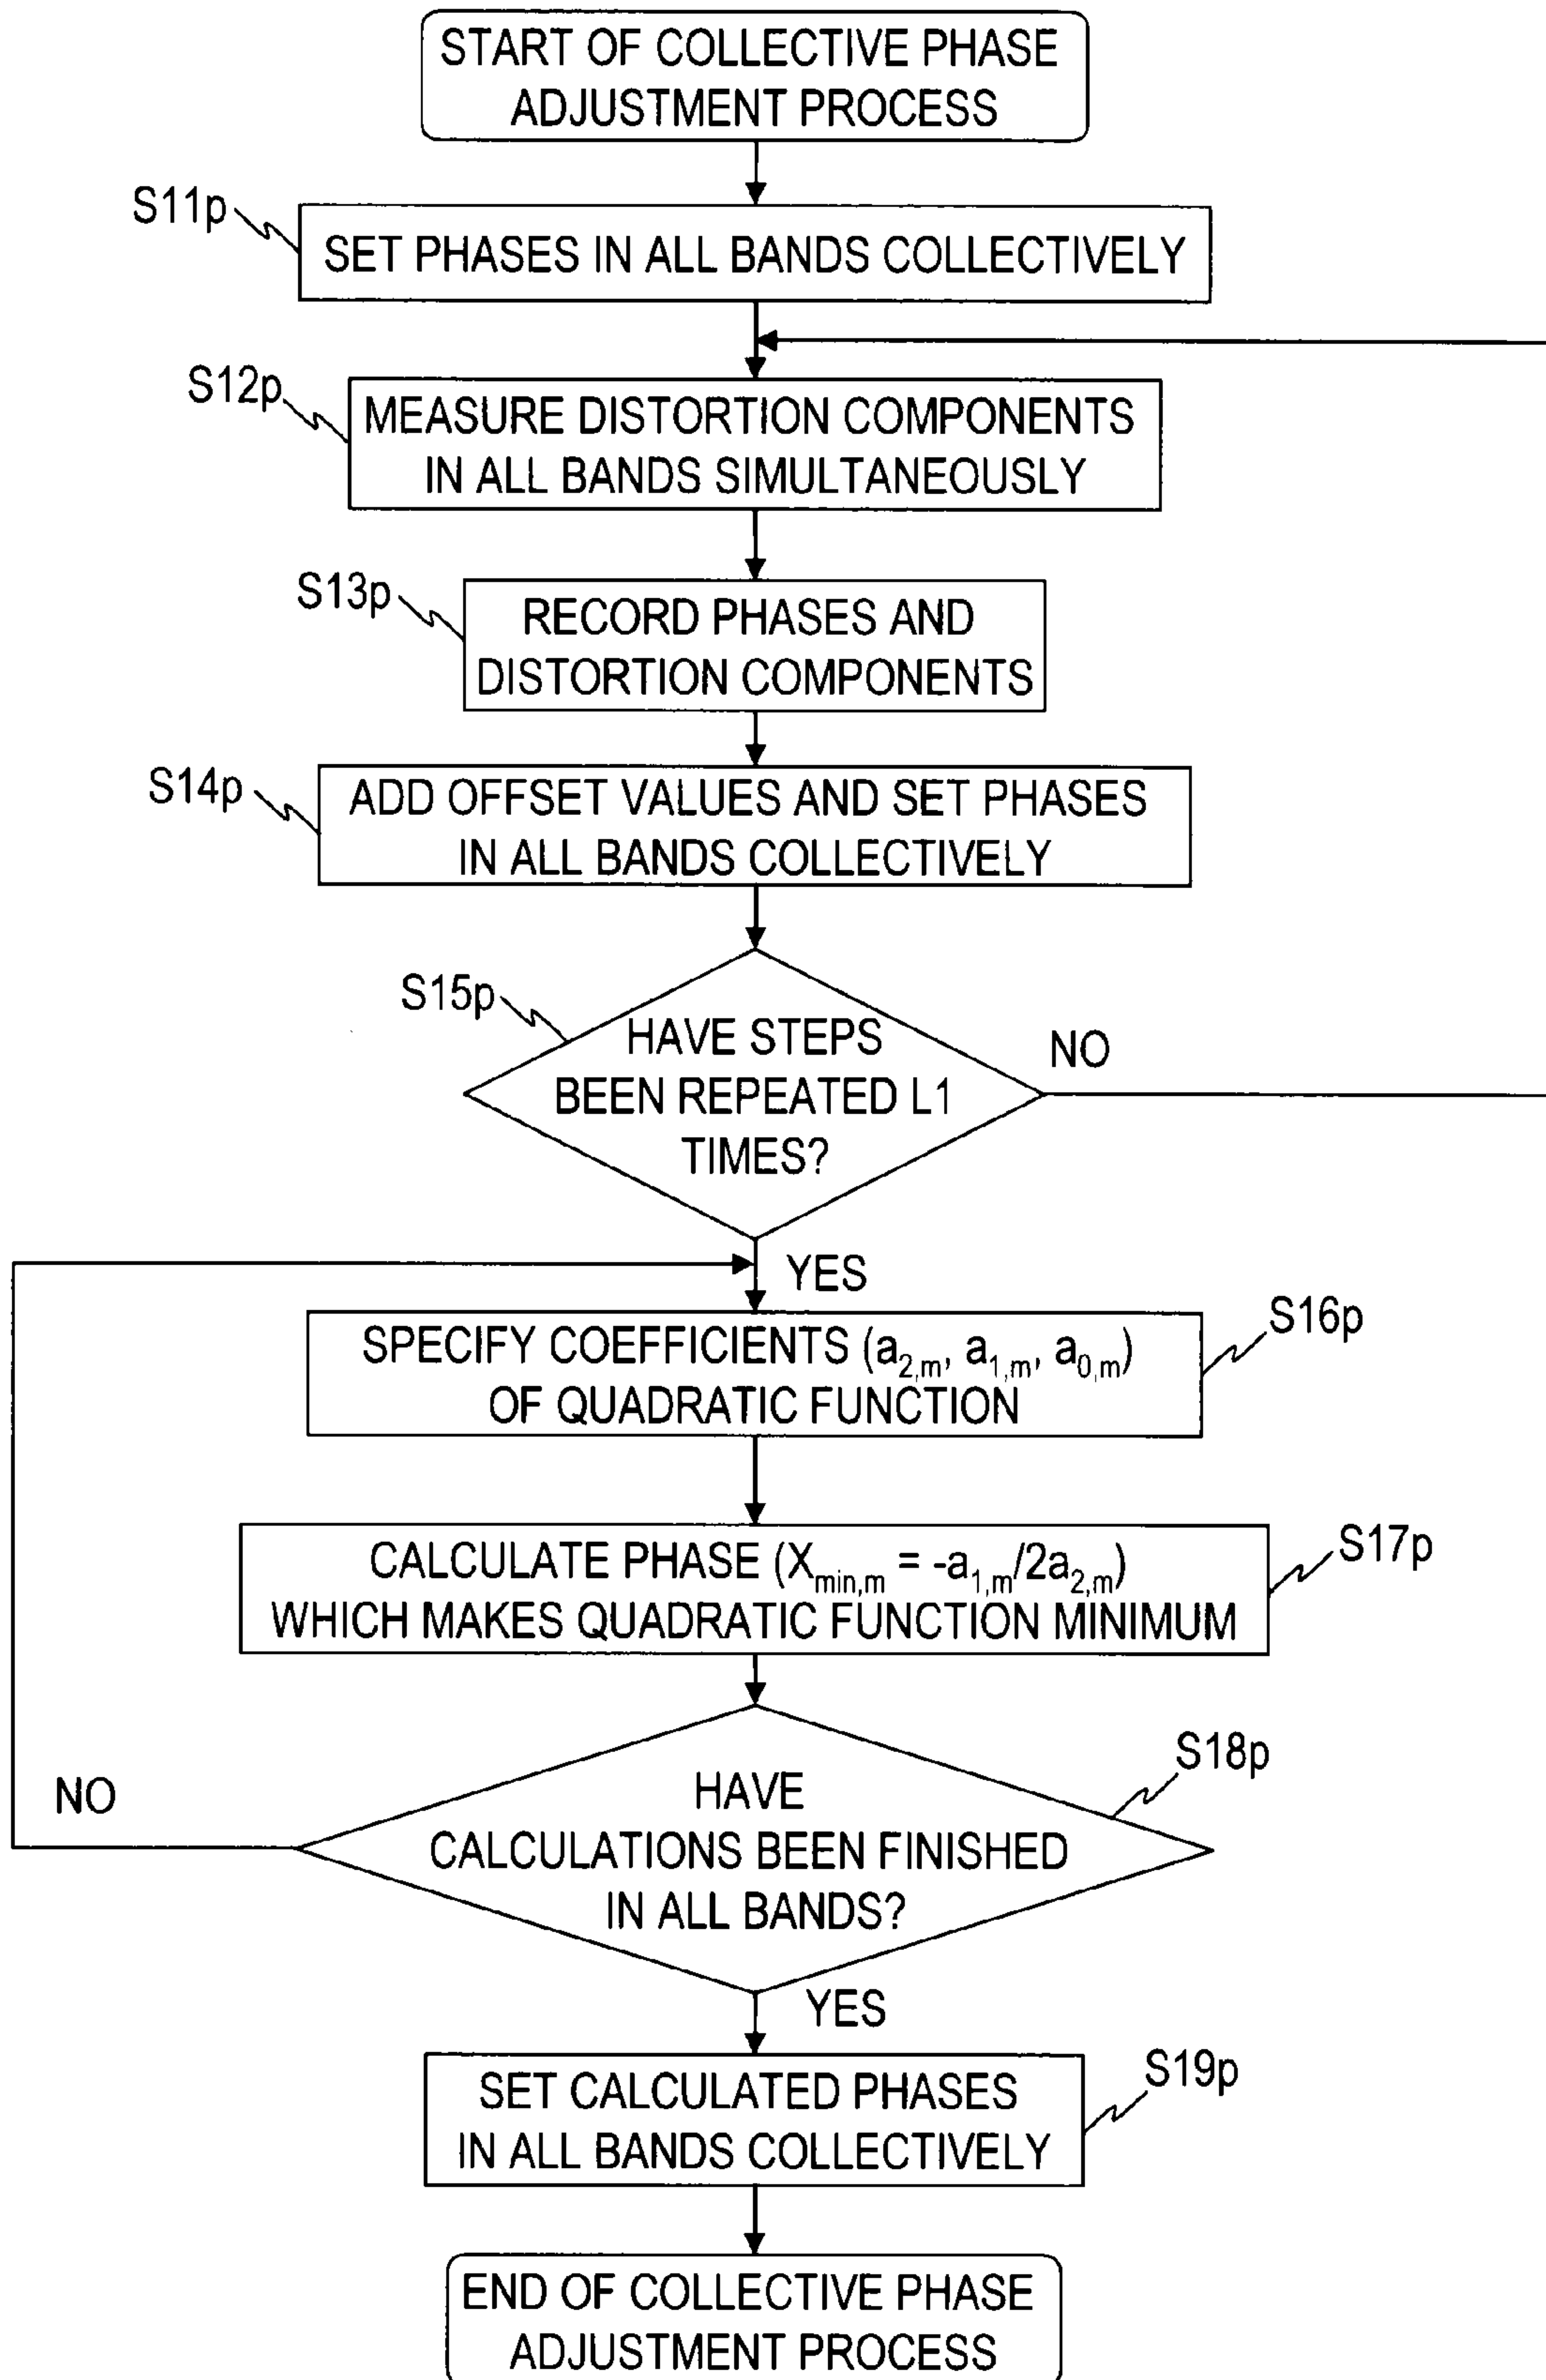 START OF COLLECTIVE PHASE
ADJUSTMENT PROCESS
S11p
SET PHASES IN ALL BANDS COLLECTIVELY
S12p
MEASURE DISTORTION COMPONENTS
IN ALL BANDS SIMULTANEOUSLY
S13p
RECORD PHASES AND
DISTORTION COMPONENTS
S14p
ADD OFFSET VALUES AND SET PHASES
IN ALL BANDS COLLECTIVELY
S15p
HAVE STEPS
BEEN REPEATED L1
TIMES?
NO
YES
S16p
SPECIFY COEFFICIENTS (a2,m, a1,m, a0,m)
OF QUADRATIC FUNCTION
S17p
CALCULATE PHASE (Xmin,m = -a1,m/2a2,m)
WHICH MAKES QUADRATIC FUNCTION MINIMUM
S18p
HAVE
CALCULATIONS BEEN FINISHED
IN ALL BANDS?
NO
YES
S19p
SET CALCULATED PHASES
IN ALL BANDS COLLECTIVELY
END OF COLLECTIVE PHASE
ADJUSTMENT PROCESS